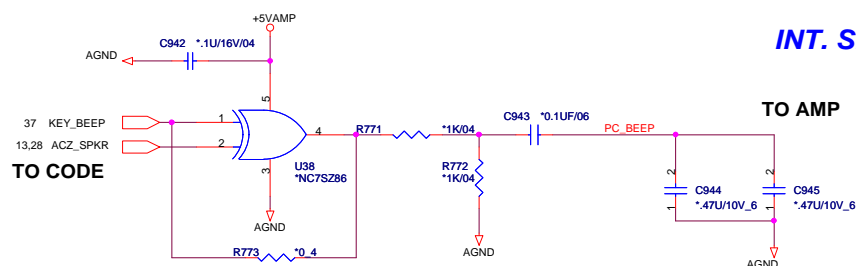 +5VAMP
INT. S
C942 *.1U/16V/04
AGND
5
TO AMP
37 KEY_BEEP
1
4
R771
*1K/04
C943 *0.1UF/06
PC_BEEP
13,28 ACZ_SPKR
2
TO CODE
3
U38
*NC7SZ86
R772
*1K/04
2
2
C944
C945
*.47U/10V_6
*.47U/10V_6
1
1
AGND
AGND
R773
*0_4
AGND